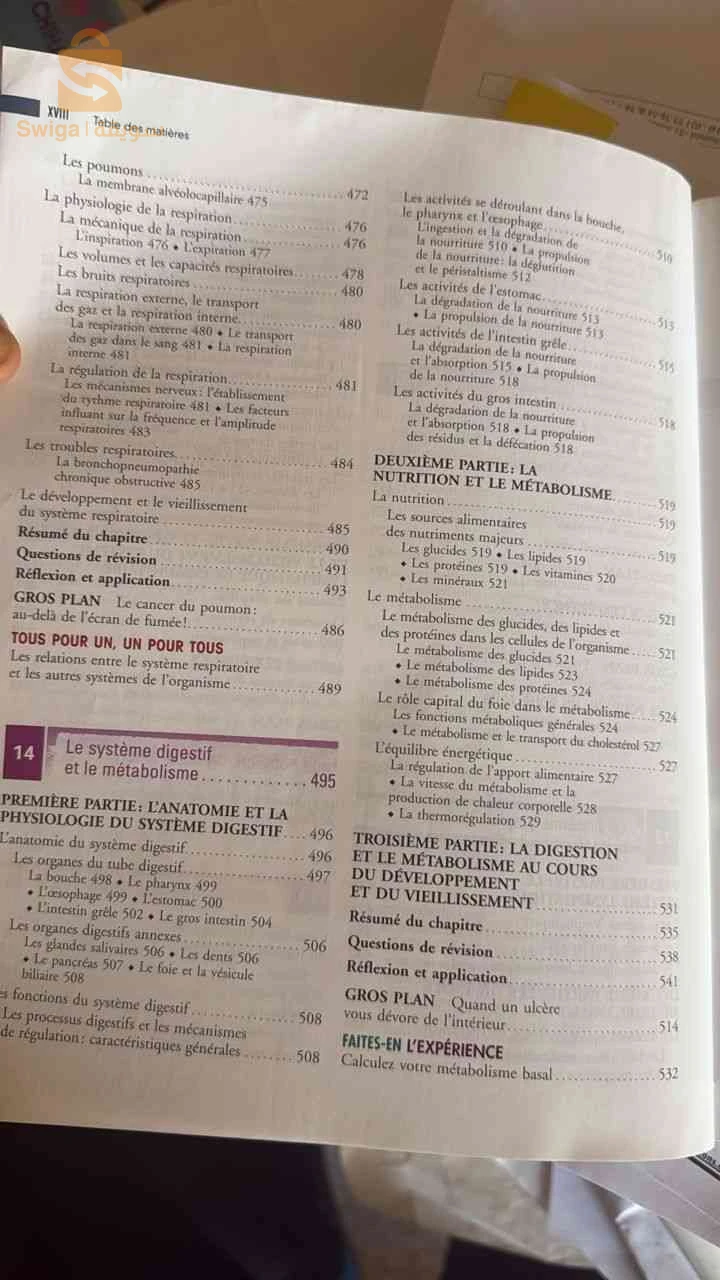 XVIII Table des matières
Swiga | سويقة
Les poumons ........ 472
La membrane alvéolocapillaire 475
La physiologie de la respiration ........ 476
La mécanique de la respiration ........ 476
L'inspiration 476 ◆ L'expiration 477
Les volumes et les capacités respiratoires ........ 478
Les bruits respiratoires ........ 480
La respiration externe, le transport
des gaz et la respiration interne ........ 480
La respiration externe 480 ◆ Le transport
des gaz dans le sang 481 ◆ La respiration
interne 481
La régulation de la respiration ........ 481
Les mécanismes nerveux : l'établissement
du rythme respiratoire 481 ◆ Les facteurs
influant sur la fréquence et l'amplitude
respiratoires 483
Les troubles respiratoires ........ 484
La bronchopneumopathie
chronique obstructive 485
Le développement et le vieillissement
du système respiratoire ........ 485
Résumé du chapitre ........ 490
Questions de révision ........ 491
Réflexion et application ........ 493
GROS PLAN Le cancer du poumon :
au-delà de l'écran de fumée! ........ 486
TOUS POUR UN, UN POUR TOUS
Les relations entre le système respiratoire
et les autres systèmes de l'organisme ........ 489
14 Le système digestif
et le métabolisme ........ 495
PREMIÈRE PARTIE : L'ANATOMIE ET LA
PHYSIOLOGIE DU SYSTÈME DIGESTIF .... 496
L'anatomie du système digestif ........ 496
Les organes du tube digestif ........ 497
La bouche 498 ◆ Le pharynx 499
◆ L'œsophage 499 ◆ L'estomac 500
◆ L'intestin grêle 502 ◆ Le gros intestin 504
Les organes digestifs annexes ........ 506
Les glandes salivaires 506 ◆ Les dents 506
◆ Le pancréas 507 ◆ Le foie et la vésicule
biliaire 508
es fonctions du système digestif ........ 508
Les processus digestifs et les mécanismes
de régulation : caractéristiques générales ........ 508
Les activités se déroulant dans la bouche,
le pharynx et l'œsophage ........ 510
L'ingestion et la dégradation de
la nourriture 510 ◆ La propulsion
de la nourriture : la déglutition
et le péristaltisme 512
Les activités de l'estomac ........ 513
La dégradation de la nourriture 513
◆ La propulsion de la nourriture 513
Les activités de l'intestin grêle ........ 515
La dégradation de la nourriture
et l'absorption 515 ◆ La propulsion
de la nourriture 518
Les activités du gros intestin ........ 518
La dégradation de la nourriture
et l'absorption 518 ◆ La propulsion
des résidus et la défécation 518
DEUXIÈME PARTIE : LA
NUTRITION ET LE MÉTABOLISME ........ 519
La nutrition ........ 519
Les sources alimentaires
des nutriments majeurs ........ 519
Les glucides 519 ◆ Les lipides 519
◆ Les protéines 519 ◆ Les vitamines 520
◆ Les minéraux 521
Le métabolisme ........ 521
Le métabolisme des glucides, des lipides et
des protéines dans les cellules de l'organisme ..... 521
Le métabolisme des glucides 521
◆ Le métabolisme des lipides 523
◆ Le métabolisme des protéines 524
Le rôle capital du foie dans le métabolisme ..... 524
Les fonctions métaboliques générales 524
◆ Le métabolisme et le transport du cholestérol 527
L'équilibre énergétique ........ 527
La régulation de l'apport alimentaire 527
◆ La vitesse du métabolisme et la
production de chaleur corporelle 528
◆ La thermorégulation 529
TROISIÈME PARTIE : LA DIGESTION
ET LE MÉTABOLISME AU COURS
DU DÉVELOPPEMENT
ET DU VIEILLISSEMENT ........ 531
Résumé du chapitre ........ 535
Questions de révision ........ 538
Réflexion et application ........ 541
GROS PLAN Quand un ulcère
vous dévore de l'intérieur ........ 514
FAITES-EN L'EXPÉRIENCE
Calculez votre métabolisme basal ........ 532